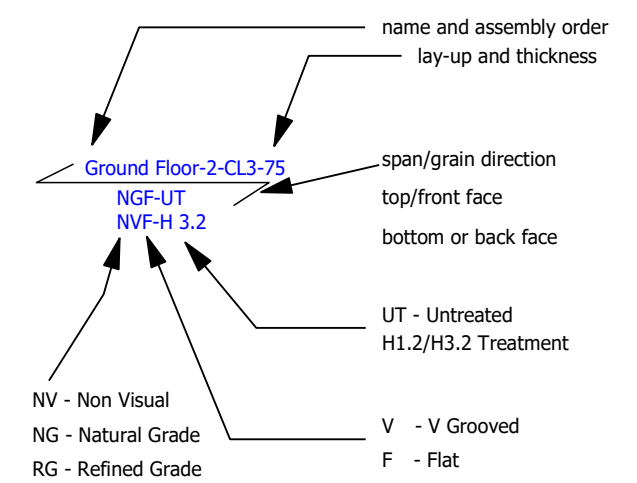 name and assembly order
lay-up and thickness
Ground Floor-2-CL3-75
span/grain direction
NGF-UT
top/front face
NVF-H 3.2
bottom or back face
UT - Untreated
H1.2/H3.2 Treatment
NV - Non Visual
NG - Natural Grade
RG - Refined Grade
V - V Grooved
F - Flat